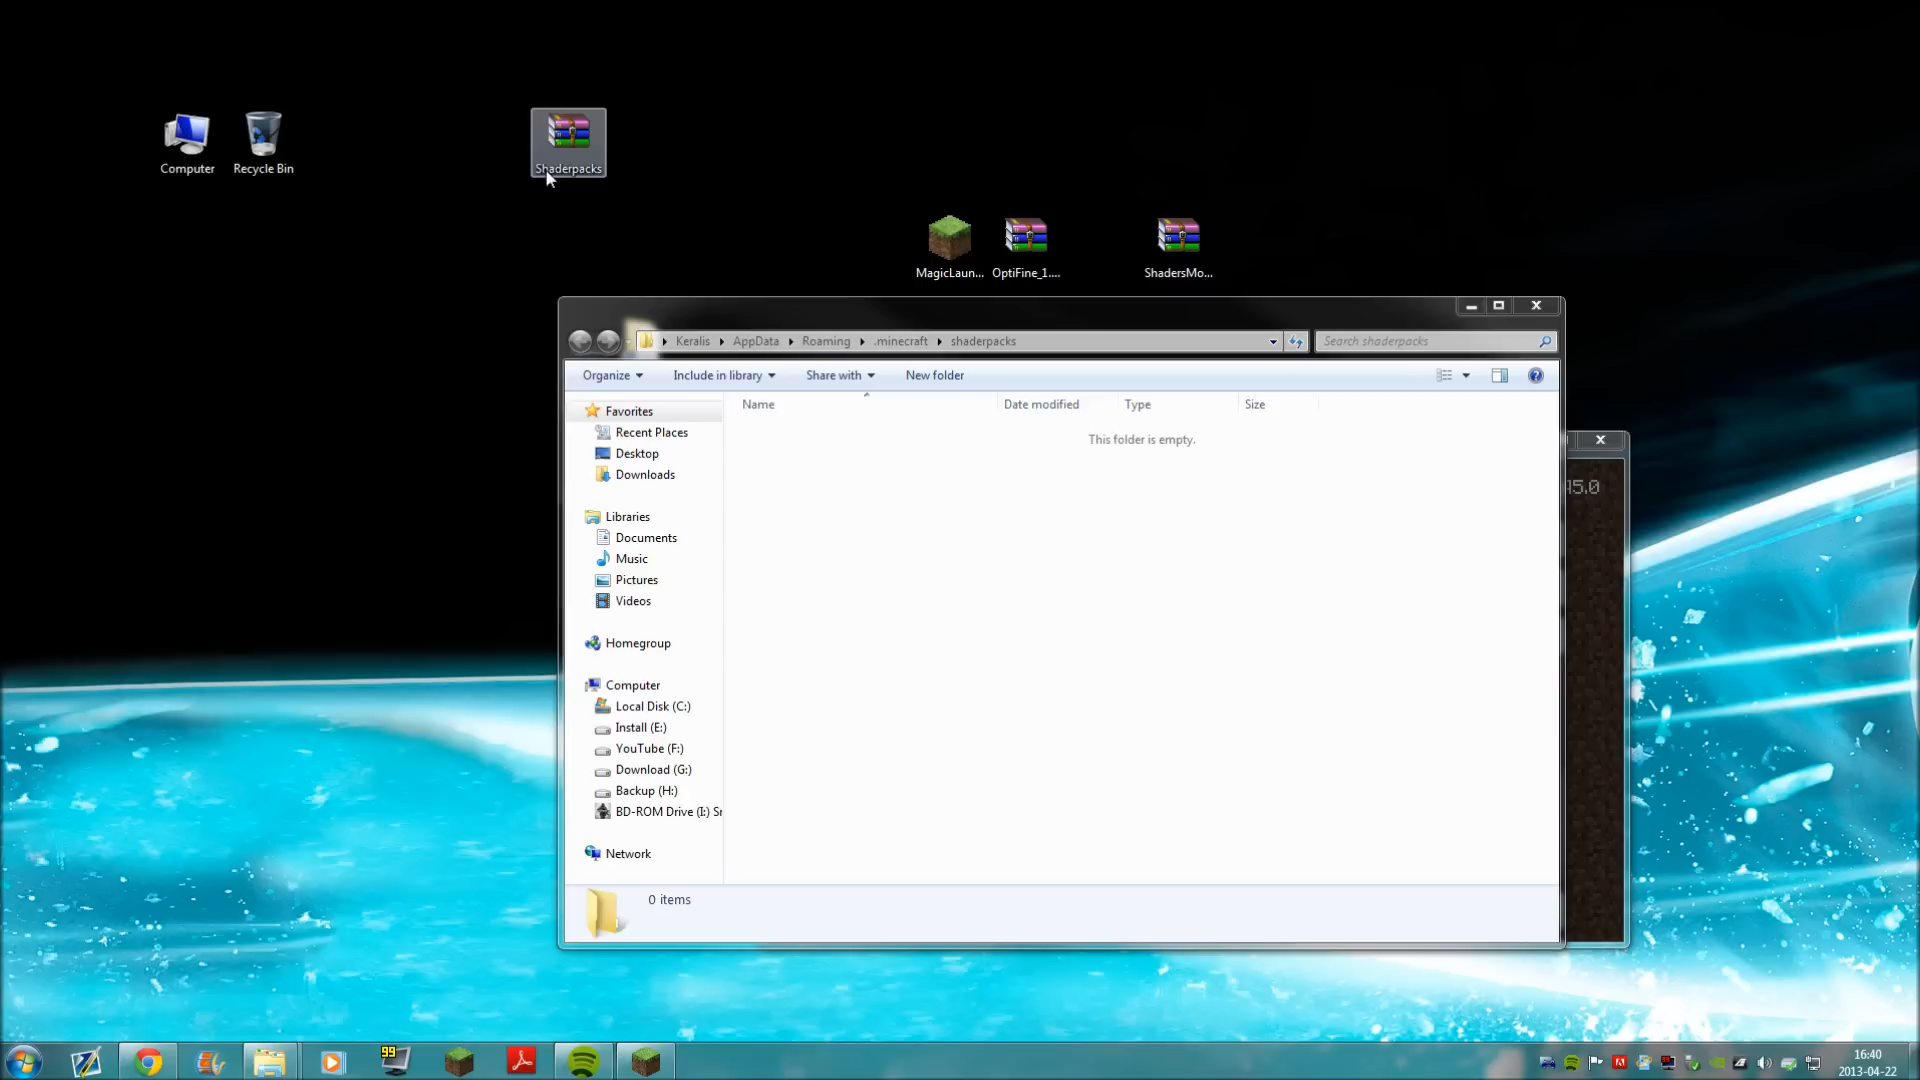 Computer
Recycle Bin
Shaderpacks
MagicLaun...
OptiFine_1....
ShadersMo...
Keralis
AppData
Roaming
.minecraft
shaderpacks
Search shaderpacks
Organize
Include in library
Share with
New folder
Name
Date modified
Type
Size
This folder is empty.
Favorites
Recent Places
Desktop
Downloads
Libraries
Documents
Music
Pictures
Videos
Homegroup
Computer
Local Disk (C:)
Install (E:)
YouTube (F:)
Download (G:)
Backup (H:)
BD-ROM Drive (I:) Sr
Network
0 items
99
16:40
2013-04-22